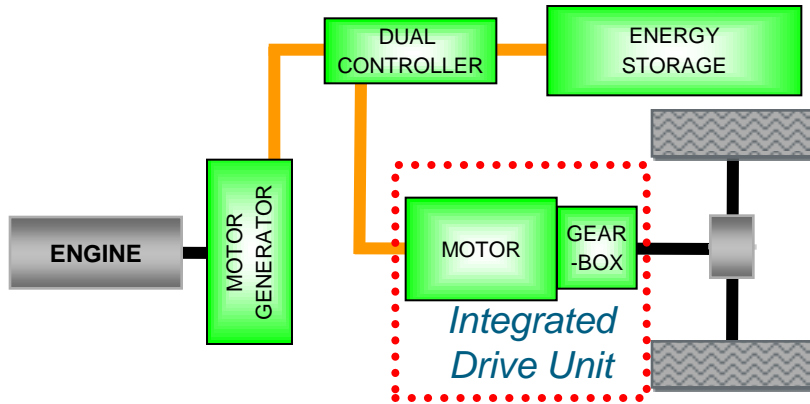 DUAL
CONTROLLER
ENERGY
STORAGE
ENGINE
MOTOR
GENERATOR
MOTOR
GEAR
-BOX
Integrated
Drive Unit